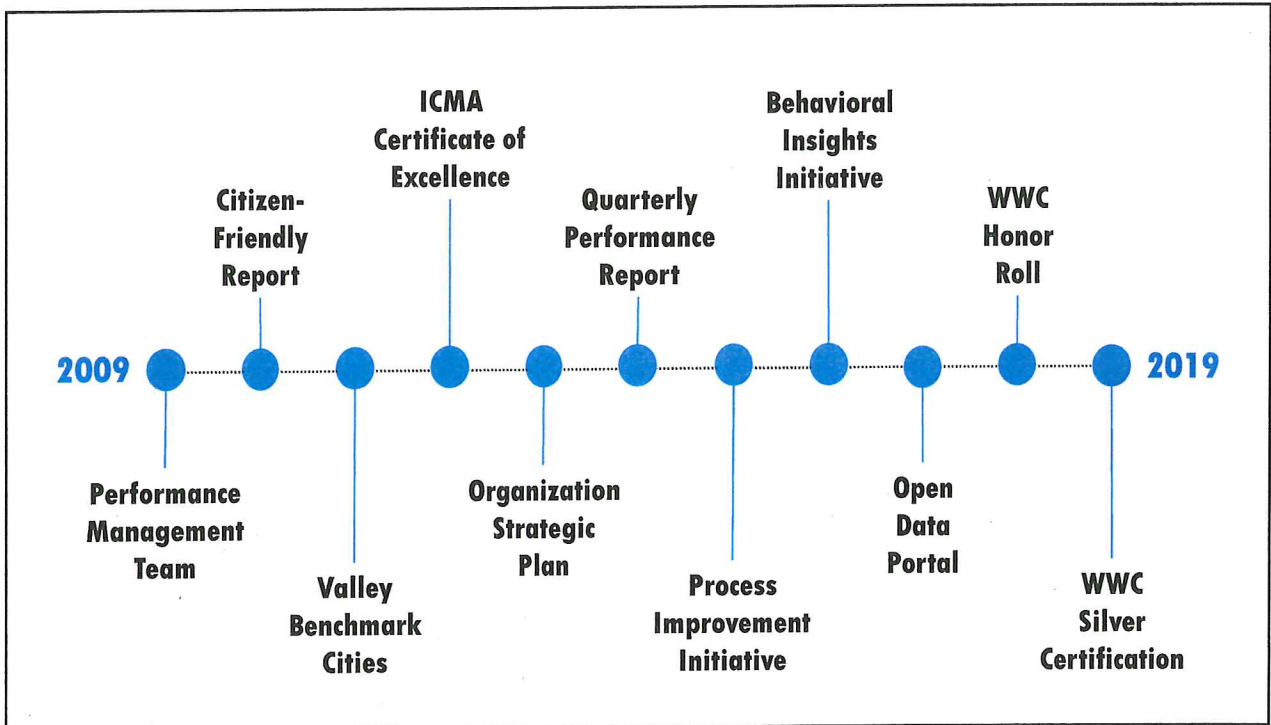 2009
Performance
Management
Team
Citizen-
Friendly
Report
Valley
Benchmark
Cities
ICMA
Certificate of
Excellence
Organization
Strategic
Plan
Quarterly
Performance
Report
Process
Improvement
Initiative
Behavioral
Insights
Initiative
Open
Data
Portal
WWC
Honor
Roll
WWC
Silver
Certification
2019